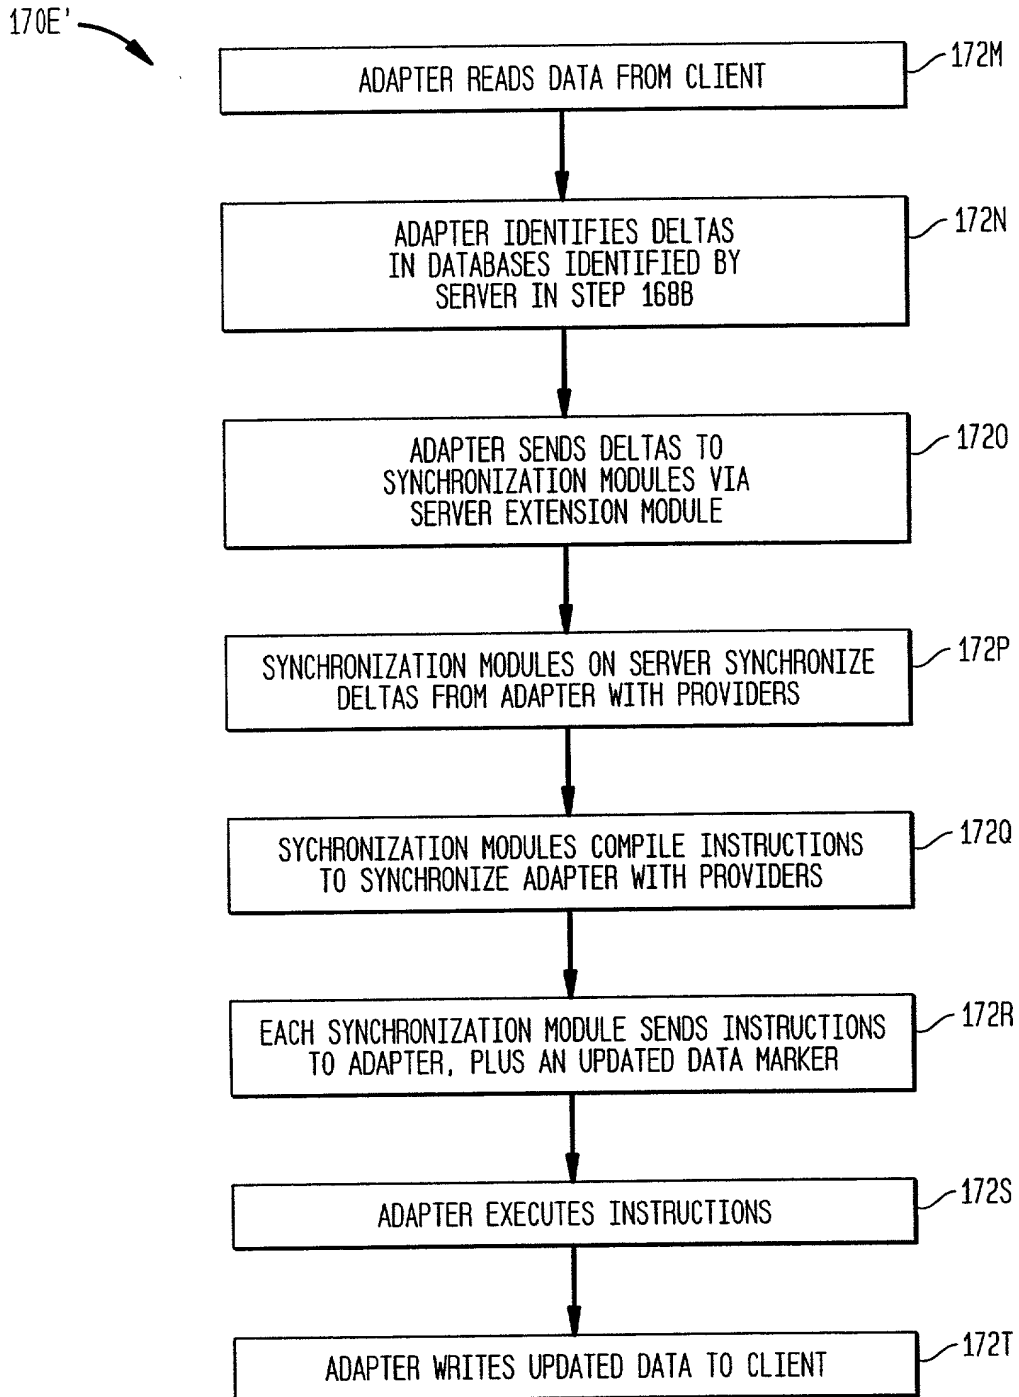 170E'
ADAPTER READS DATA FROM CLIENT
172M
ADAPTER IDENTIFIES DELTAS
IN DATABASES IDENTIFIED BY
SERVER IN STEP 168B
172N
ADAPTER SENDS DELTAS TO
SYNCHRONIZATION MODULES VIA
SERVER EXTENSION MODULE
172O
SYNCHRONIZATION MODULES ON SERVER SYNCHRONIZE
DELTAS FROM ADAPTER WITH PROVIDERS
172P
SYCHRONIZATION MODULES COMPILE INSTRUCTIONS
TO SYNCHRONIZE ADAPTER WITH PROVIDERS
172Q
EACH SYNCHRONIZATION MODULE SENDS INSTRUCTIONS
TO ADAPTER, PLUS AN UPDATED DATA MARKER
172R
ADAPTER EXECUTES INSTRUCTIONS
172S
ADAPTER WRITES UPDATED DATA TO CLIENT
172T